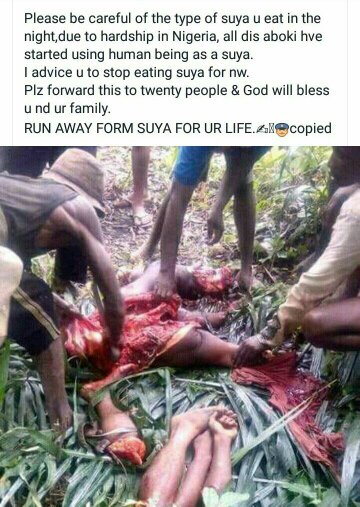 Please be careful of the type of suya u eat in the
night,due to hardship in Nigeria, all dis aboki hve
started using human being as a suya.
I advice u to stop eating suya for nw.
Plz forward this to twenty people & God will bless
u nd ur family.
RUN AWAY FORM SUYA FOR UR LIFE.✍🏿👮copied